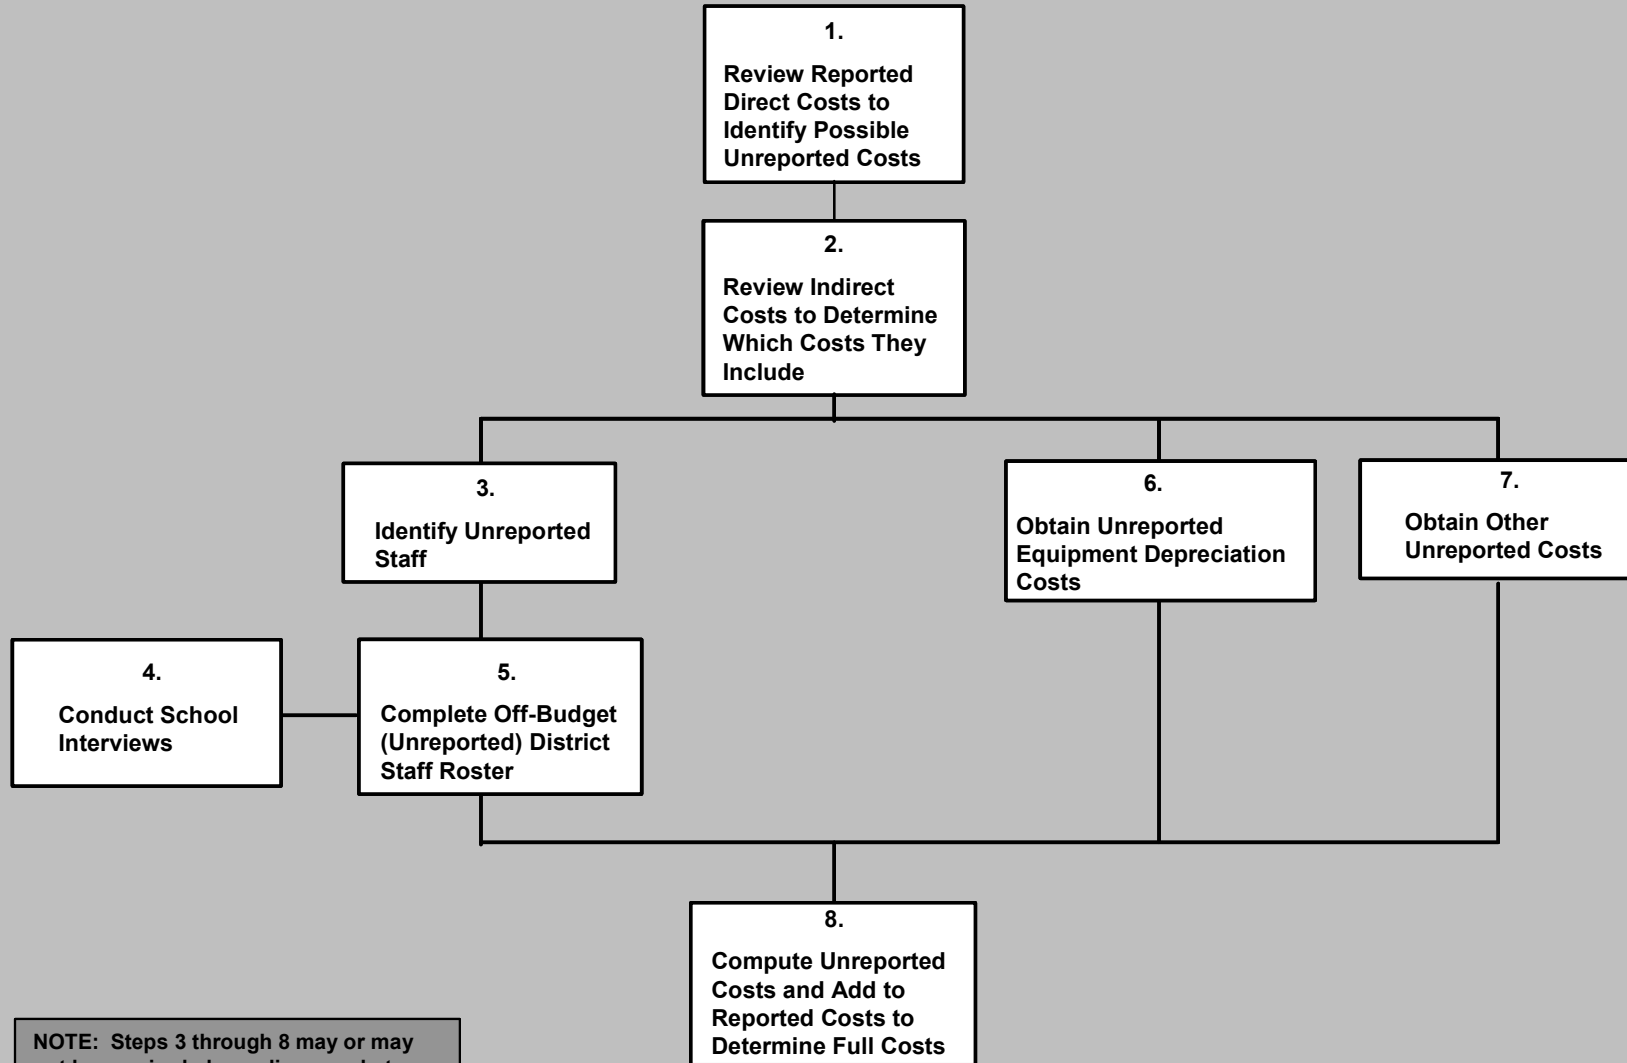 1.
Review Reported
Direct Costs to
Identify Possible
Unreported Costs
2.
Review Indirect
Costs to Determine
Which Costs They
Include
3.
Identify Unreported
Staff
6.
Obtain Unreported
Equipment Depreciation
Costs
7.
Obtain Other
Unreported Costs
4.
Conduct School
Interviews
5.
Complete Off-Budget
(Unreported) District
Staff Roster
8.
Compute Unreported
Costs and Add to
Reported Costs to
Determine Full Costs
NOTE: Steps 3 through 8 may or may